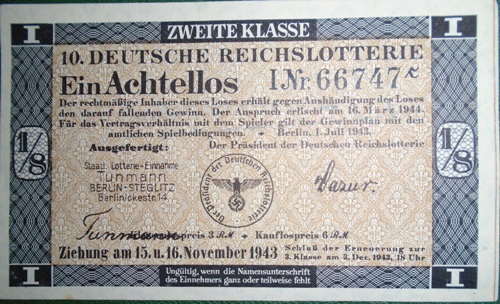 I ZWEITE KLASSE I
10. DEUTSCHE REICHSLOTTERIE
Ein Achtellos I.Nr. 66747
Der rechtmäßige Inhaber dieses Loses erhält gegen Aushändigung des Loses
den darauf fallenden Gewinn. Der Anspruch erlischt am 16. März 1944.
Für das Vertragsverhältnis mit dem Spieler gilt der Gewinnplan mit den
amtlichen Spielbedingungen. + Berlin, 1. Juli 1943.
Ausgefertigt: Der Präsident der Deutschen Reichslotterie
1/8 1/8
Staatl. Lotterie-Einnahme
Tunmann
BERLIN-STEGLITZ
Berlinickestr. 14
Der Präsident der Deutschen Reichslotterie
Tunmann
preis 3 RM + Kauflospreis 6 RM
Ziehung am 15. u. 16. November 1943
Schluß der Erneuerung zur
3. Klasse am 3. Dez. 1943, 18 Uhr
I Ungültig, wenn die Namensunterschrift I
des Einnehmers ganz oder teilweise fehlt